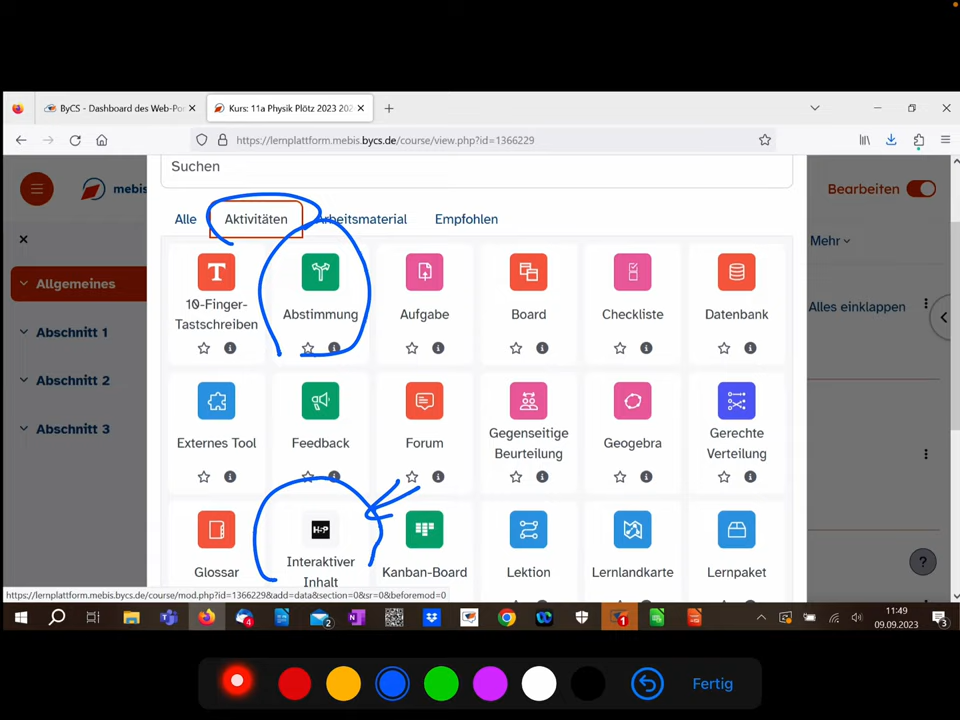 ByCS - Dashboard des Web-Por
Kurs: 11a Physik Plötz 2023 202
https://lernplattform.mebis.bycs.de/course/view.php?id=1366229
Suchen
mebis
Bearbeiten
Alle
Aktivitäten
Arbeitsmaterial
Empfohlen
Mehr
Allgemeines
Alles einklappen
Abschnitt 1
Abschnitt 2
Abschnitt 3
10-Finger-
Tastschreiben
Abstimmung
Aufgabe
Board
Checkliste
Datenbank
Externes Tool
Feedback
Forum
Gegenseitige
Beurteilung
Geogebra
Gerechte
Verteilung
Glossar
H-P
Interaktiver
Inhalt
Kanban-Board
Lektion
Lernlandkarte
Lernpaket
https://lernplattform.mebis.bycs.de/course/mod.php?id=1366229&add=data&section=0&sr=0&beforemod=0
11:49
09.09.2023
Fertig